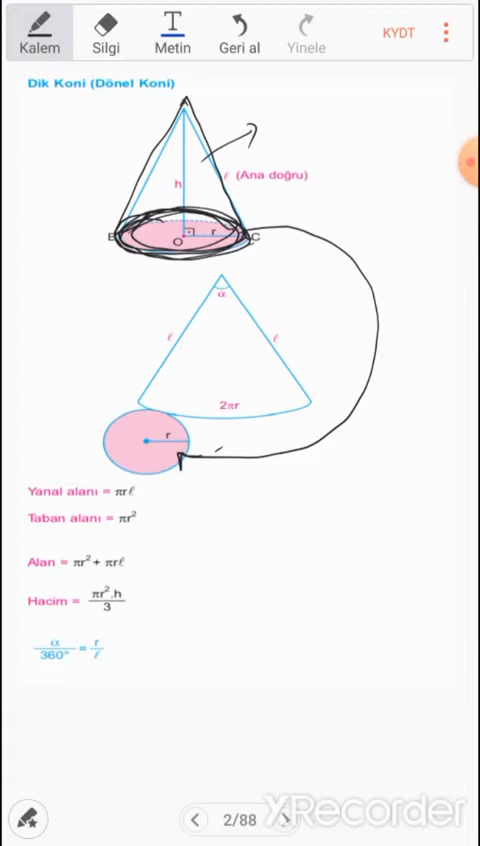 Kalem Silgi Metin Geri al Yinele KYDT
Dik Koni (Dönel Koni)
h
ℓ (Ana doğru)
B O r C
α
ℓ ℓ
2πr
r
Yanal alanı = πrℓ
Taban alanı = πr²
Alan = πr² + πrℓ
Hacim = πr².h / 3
α / 360° = r / ℓ
2/88
XRecorder